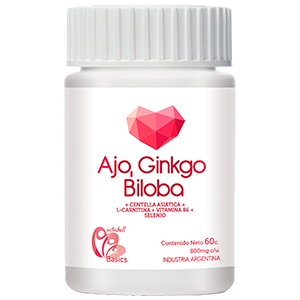 Ajo, Ginkgo
Biloba
+ CENTELLA ASIÁTICA +
L-CARNITINA + VITAMINA B6 +
SELENIO
Contenido Neto 60c.
800mg c/u
INDUSTRIA ARGENTINA
Basics